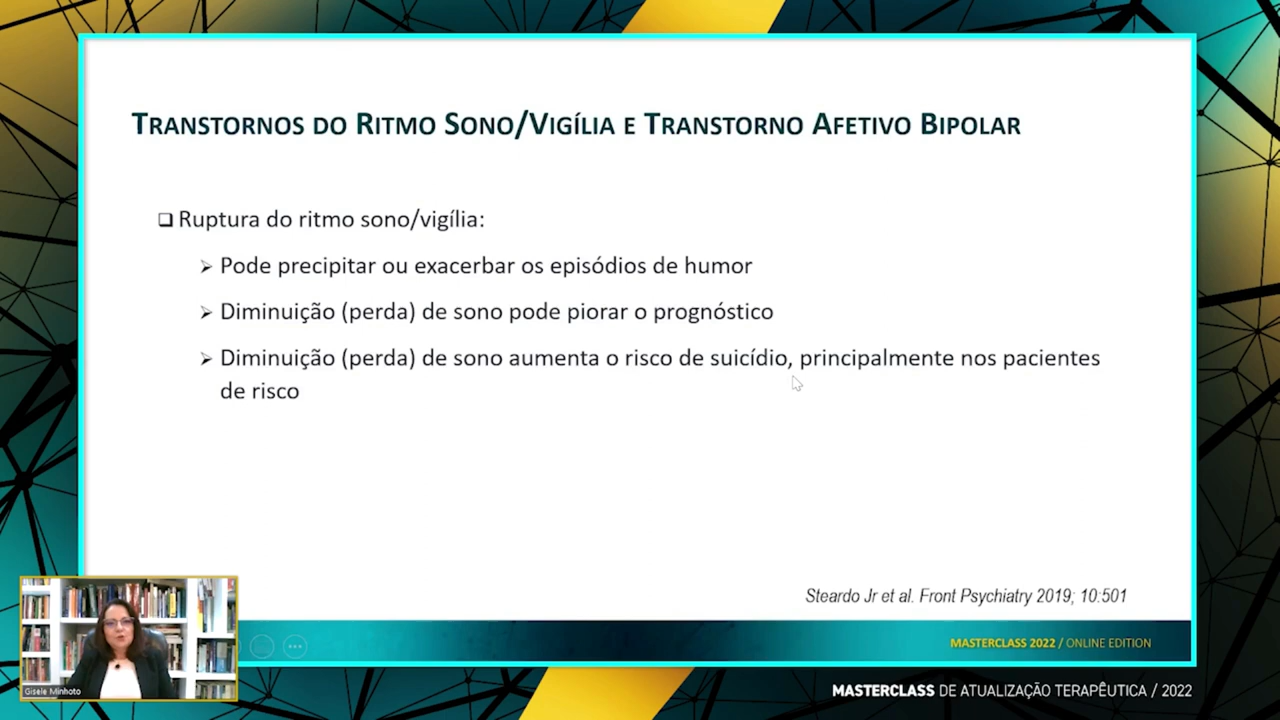 TRANSTORNOS DO RITMO SONO/VIGÍLIA E TRANSTORNO AFETIVO BIPOLAR
Ruptura do ritmo sono/vigília:
Pode precipitar ou exacerbar os episódios de humor
Diminuição (perda) de sono pode piorar o prognóstico
Diminuição (perda) de sono aumenta o risco de suicídio, principalmente nos pacientes
de risco
Steardo Jr et al. Front Psychiatry 2019; 10:501
MASTERCLASS 2022 / ONLINE EDITION
Gisele Minhoto
MASTERCLASS DE ATUALIZAÇÃO TERAPÊUTICA / 2022